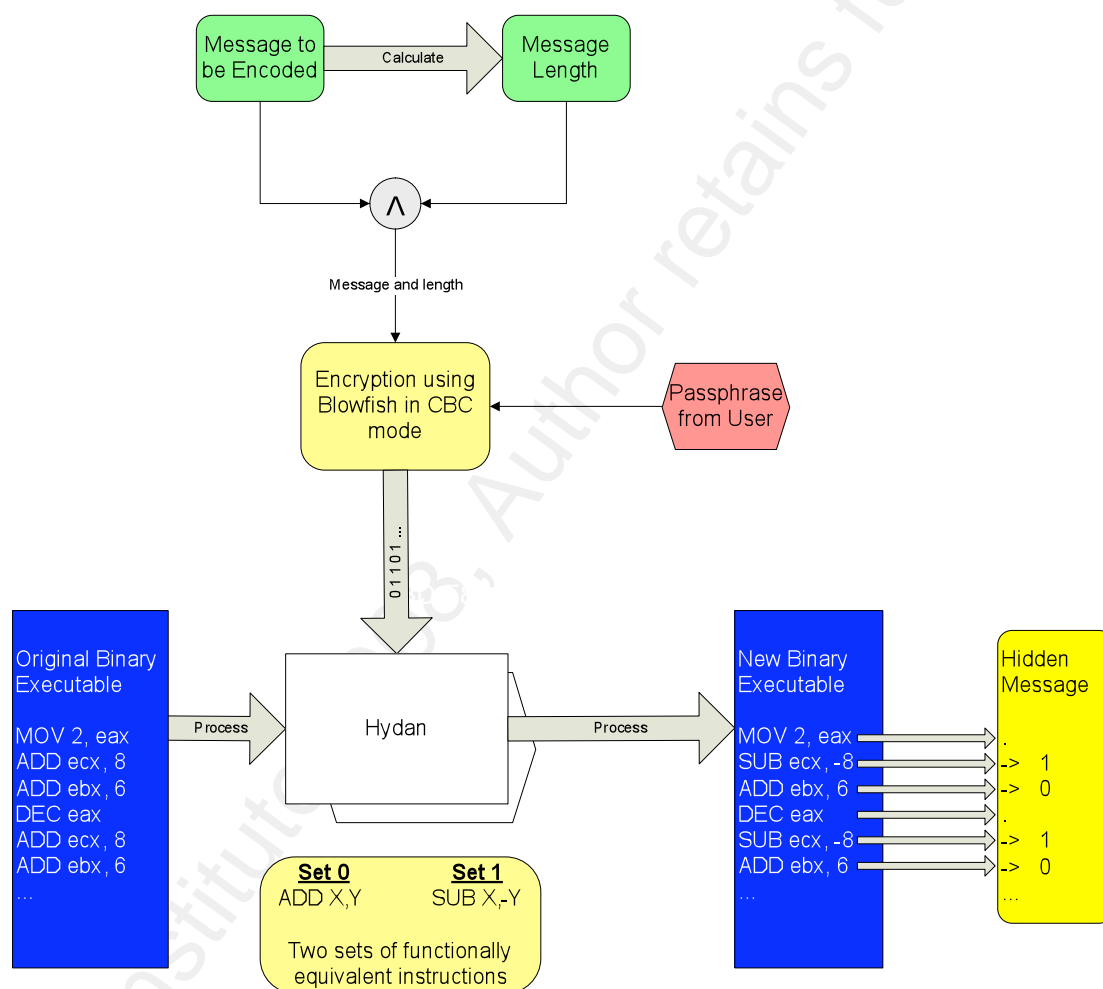 Message to
be Encoded
Calculate
Message
Length
Λ
Message and length
Encryption using
Blowfish in CBC
mode
Passphrase
from User
01101 ...
Original Binary
Executable
MOV 2, eax
ADD ecx, 8
ADD ebx, 6
DEC eax
ADD ecx, 8
ADD ebx, 6
...
Process
Hydan
Process
New Binary
Executable
MOV 2, eax
SUB ecx, -8
ADD ebx, 6
DEC eax
SUB ecx, -8
ADD ebx, 6
...
Hidden
Message
.
-> 1
-> 0
.
-> 1
-> 0
...
Set 0 Set 1
ADD X,Y SUB X,-Y
Two sets of functionally
equivalent instructions
Author retains